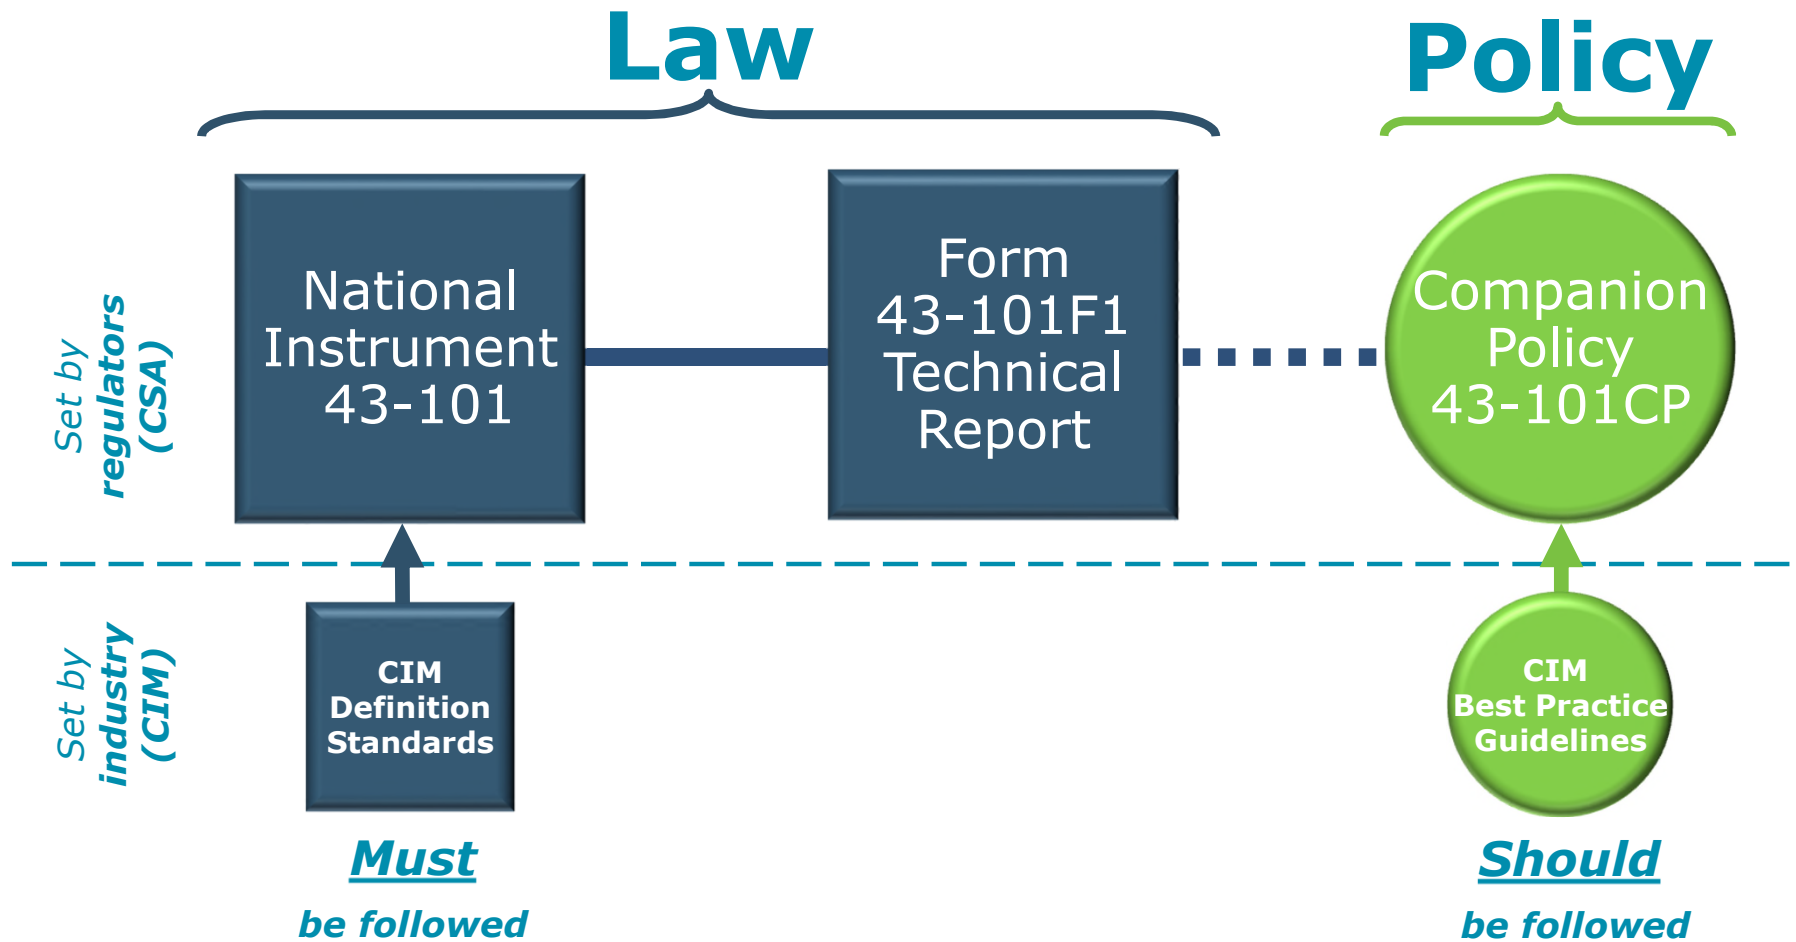 Law
Policy
Set by
regulators
(CSA)
National
Instrument
43-101
Form
43-101F1
Technical
Report
Companion
Policy
43-101CP
Set by
industry
(CIM)
CIM
Definition
Standards
CIM
Best Practice
Guidelines
Must
be followed
Should
be followed